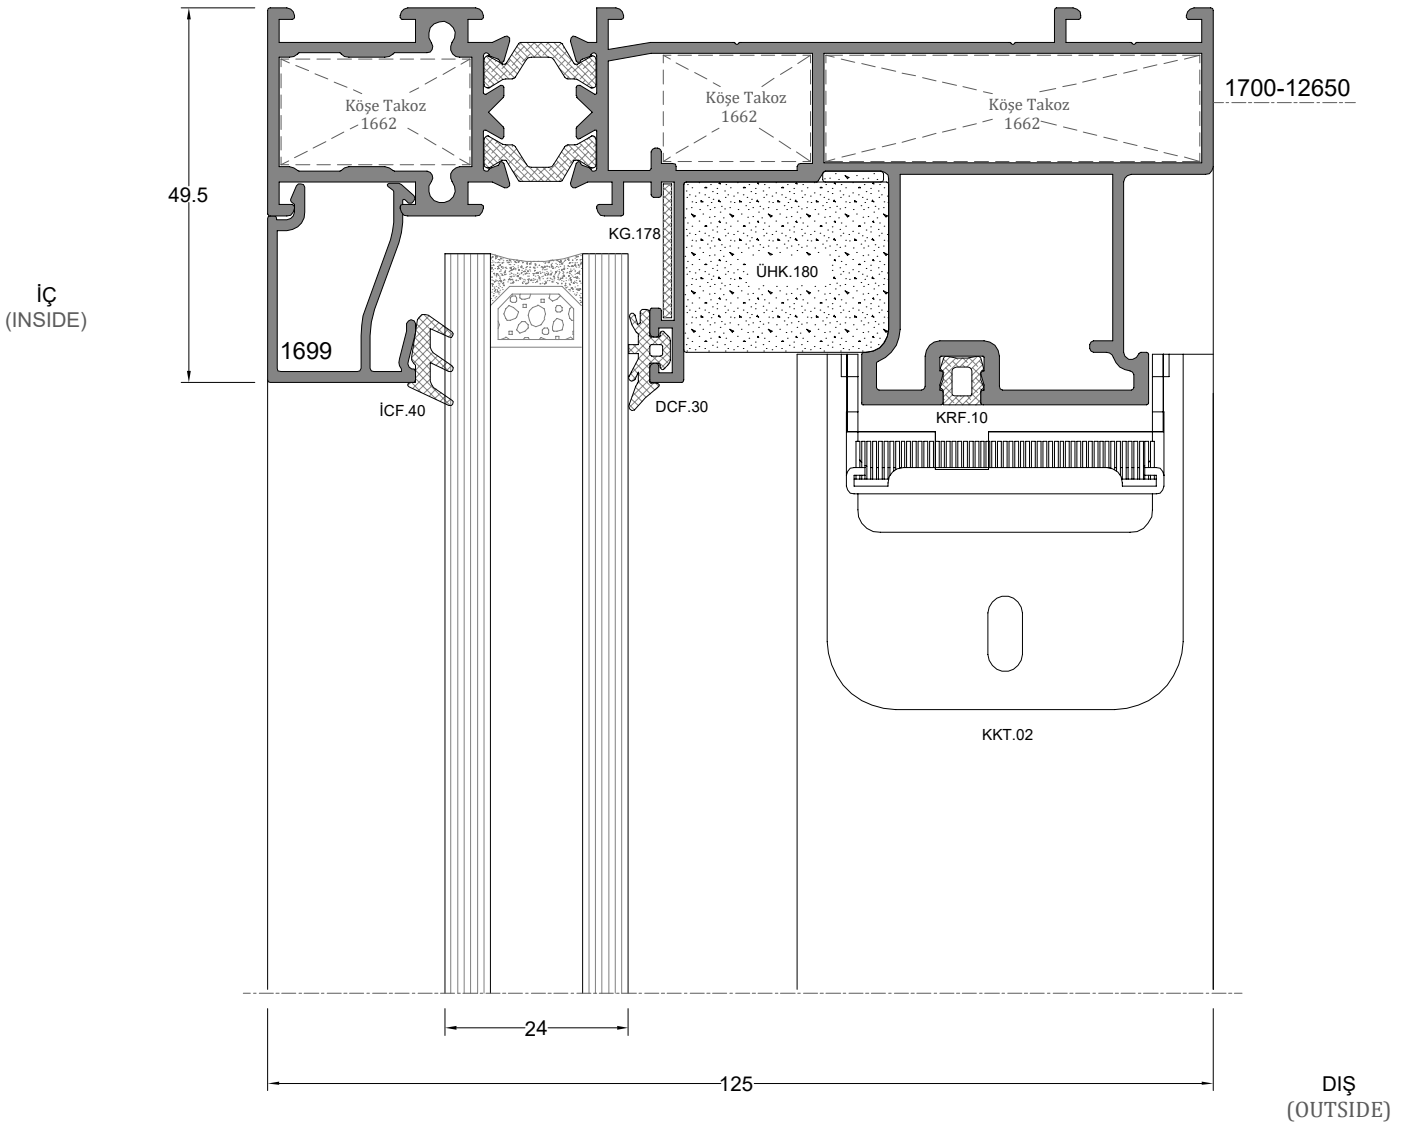 1700-12650
Köşe Takoz
1662
Köşe Takoz
1662
Köşe Takoz
1662
49.5
KG.178
ÜHK.180
İÇ
(INSIDE)
1699
İCF.40
DCF.30
KRF.10
KKT.02
24
125
DIŞ
(OUTSIDE)